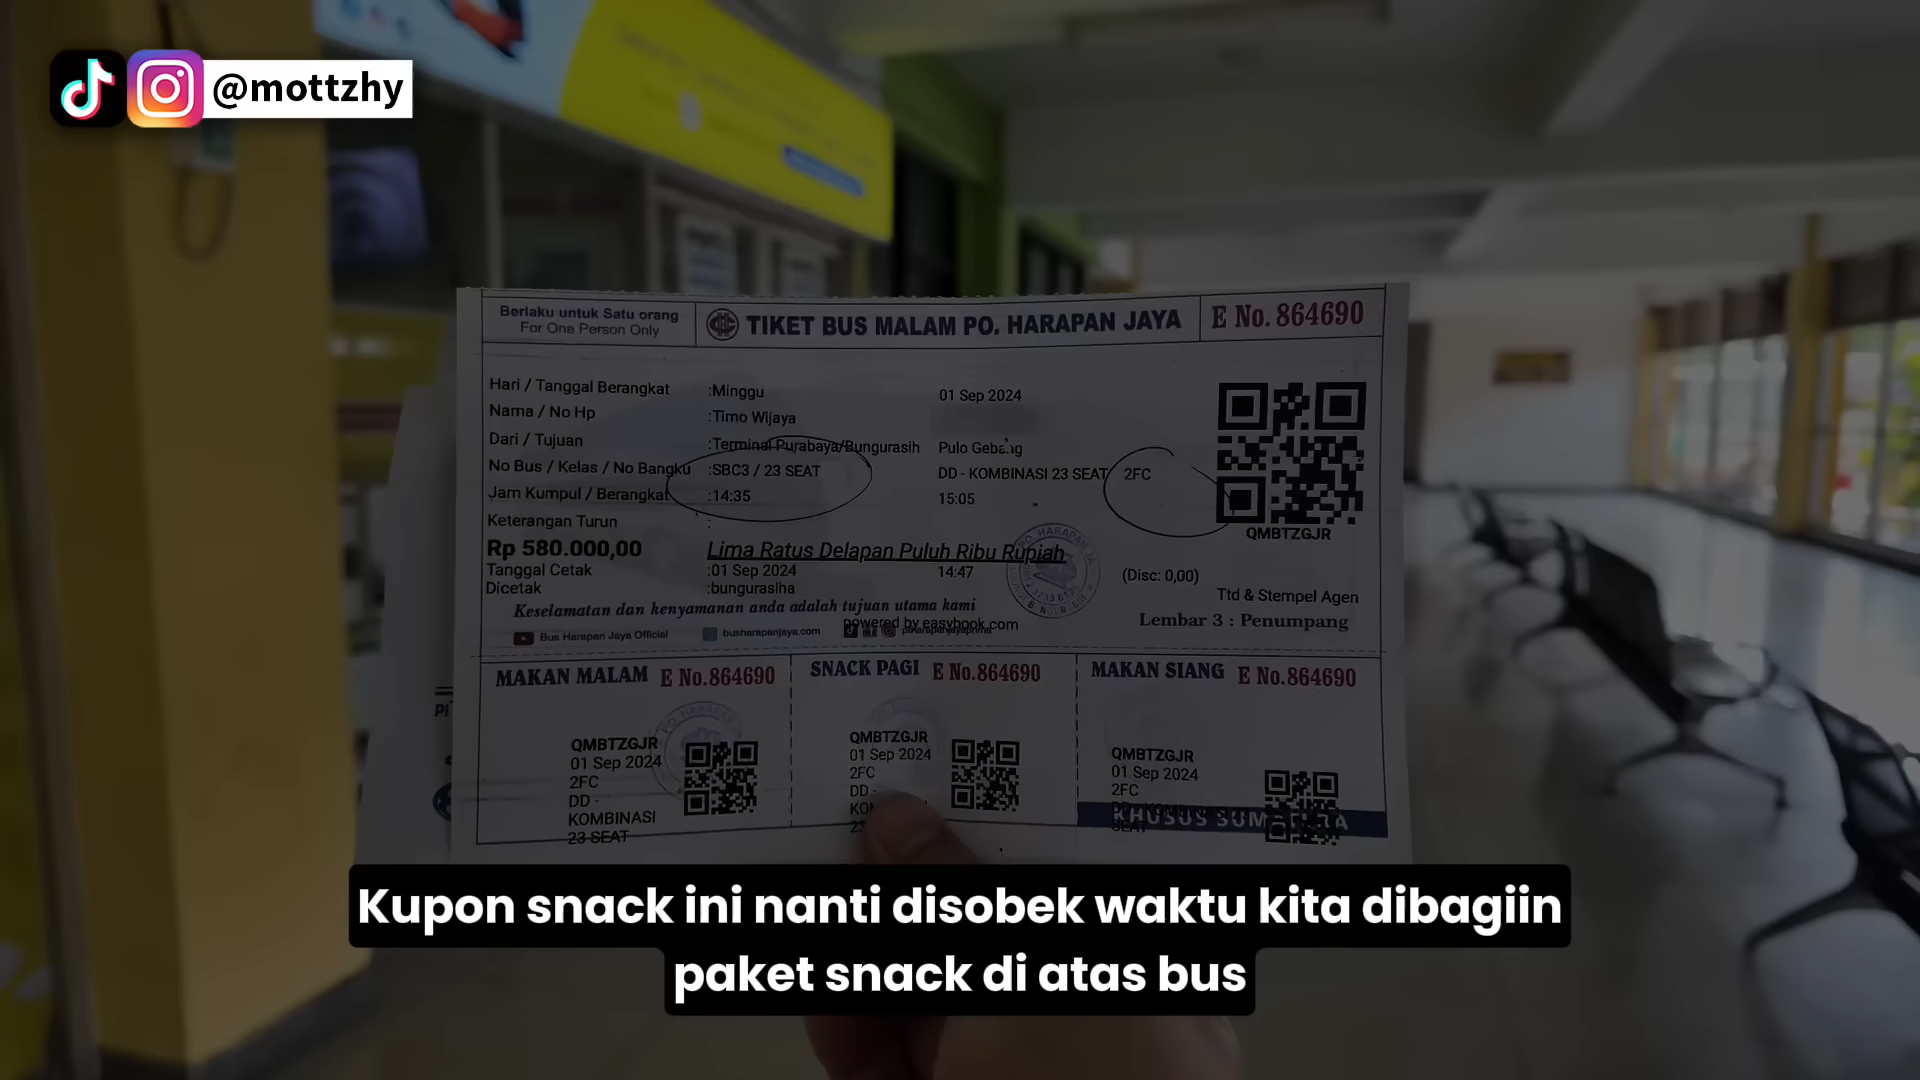 @mottzhy
Berlaku untuk Satu orang
For One Person Only
TIKET BUS MALAM PO. HARAPAN JAYA
E No. 864690
Hari / Tanggal Berangkat :Minggu 01 Sep 2024
Nama / No Hp :Timo Wijaya
Dari / Tujuan :Terminal Purabaya/Bungurasih Pulo Gebang
No Bus / Kelas / No Bangku :SBC3 / 23 SEAT DD - KOMBINASI 23 SEAT 2FC
Jam Kumpul / Berangkat :14:35 15:05
Keterangan Turun :
QMBTZGJR
Rp 580.000,00 Lima Ratus Delapan Puluh Ribu Rupiah
Tanggal Cetak :01 Sep 2024 14:47 (Disc: 0,00)
Dicetak :bungurasiha
Ttd & Stempel Agen
Keselamatan dan kenyamanan anda adalah tujuan utama kami
Lembar 3 : Penumpang
powered by easybook.com
Bus Harapan Jaya Official busharapanjaya.com
MAKAN MALAM E No.864690
QMBTZGJR
01 Sep 2024
2FC
DD -
KOMBINASI
23 SEAT
SNACK PAGI E No.864690
QMBTZGJR
01 Sep 2024
2FC
DD -
MAKAN SIANG E No.864690
QMBTZGJR
01 Sep 2024
2FC
DD - KOMBINASI
SEAT
KHUSUS SUMATERA
Kupon snack ini nanti disobek waktu kita dibagiin
paket snack di atas bus